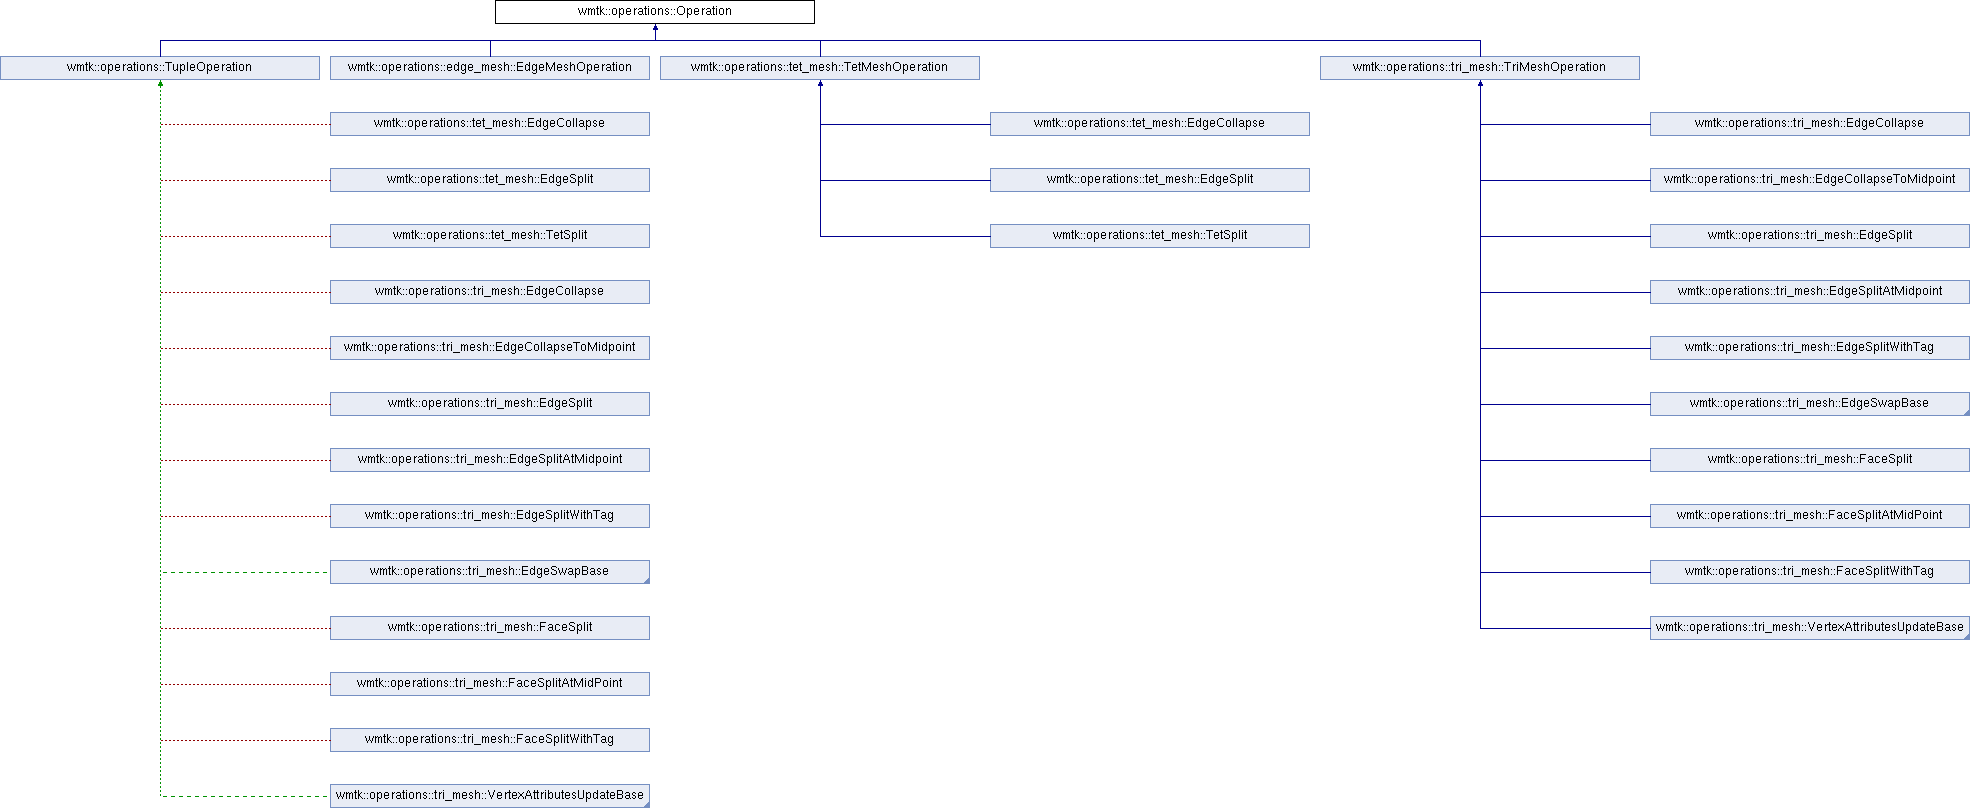 wmtk::operations::Operation
wmtk::operations::TupleOperation
wmtk::operations::edge_mesh::EdgeMeshOperation
wmtk::operations::tet_mesh::TetMeshOperation
wmtk::operations::tri_mesh::TriMeshOperation
wmtk::operations::tet_mesh::EdgeCollapse
wmtk::operations::tet_mesh::EdgeCollapse
wmtk::operations::tri_mesh::EdgeCollapse
wmtk::operations::tet_mesh::EdgeSplit
wmtk::operations::tet_mesh::EdgeSplit
wmtk::operations::tri_mesh::EdgeCollapseToMidpoint
wmtk::operations::tet_mesh::TetSplit
wmtk::operations::tet_mesh::TetSplit
wmtk::operations::tri_mesh::EdgeSplit
wmtk::operations::tri_mesh::EdgeCollapse
wmtk::operations::tri_mesh::EdgeSplitAtMidpoint
wmtk::operations::tri_mesh::EdgeCollapseToMidpoint
wmtk::operations::tri_mesh::EdgeSplitWithTag
wmtk::operations::tri_mesh::EdgeSplit
wmtk::operations::tri_mesh::EdgeSwapBase
wmtk::operations::tri_mesh::EdgeSplitAtMidpoint
wmtk::operations::tri_mesh::FaceSplit
wmtk::operations::tri_mesh::EdgeSplitWithTag
wmtk::operations::tri_mesh::FaceSplitAtMidPoint
wmtk::operations::tri_mesh::EdgeSwapBase
wmtk::operations::tri_mesh::FaceSplitWithTag
wmtk::operations::tri_mesh::FaceSplit
wmtk::operations::tri_mesh::VertexAttributesUpdateBase
wmtk::operations::tri_mesh::FaceSplitAtMidPoint
wmtk::operations::tri_mesh::FaceSplitWithTag
wmtk::operations::tri_mesh::VertexAttributesUpdateBase